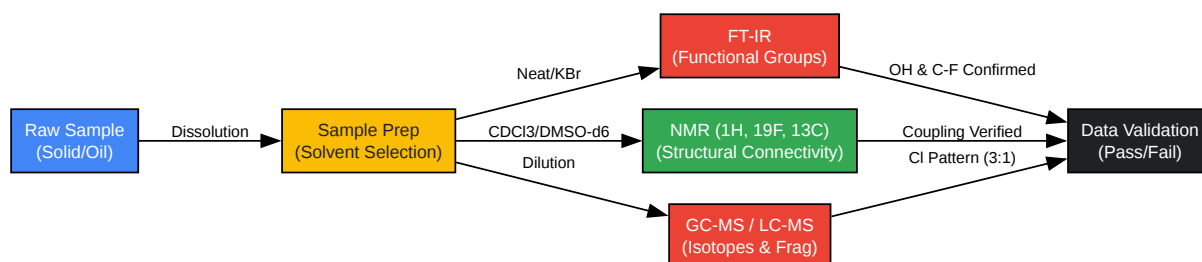 Raw Sample
(Solid/Oil)
Dissolution
Sample Prep
(Solvent Selection)
Neat/KBr
CDCl3/DMSO-d6
Dilution
FT-IR
(Functional Groups)
NMR (1H, 19F, 13C)
(Structural Connectivity)
GC-MS / LC-MS
(Isotopes & Frag)
OH & C-F Confirmed
Coupling Verified
Cl Pattern (3:1)
Data Validation
(Pass/Fail)